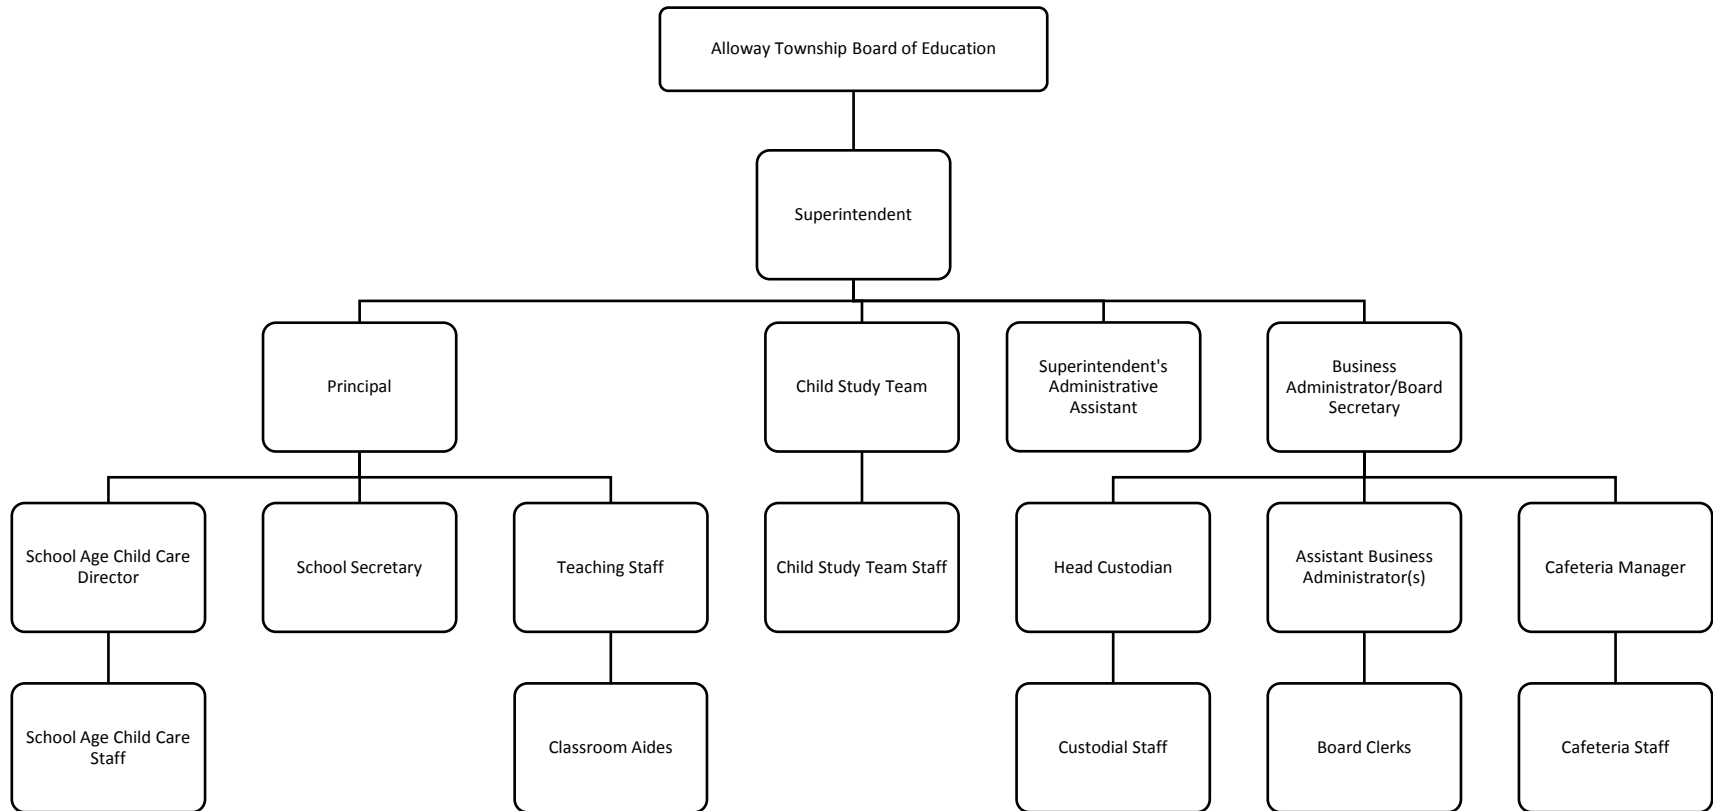 Alloway Township Board of Education
Superintendent
Principal
Child Study Team
Superintendent's
Administrative
Assistant
Business
Administrator/Board
Secretary
School Age Child Care
Director
School Secretary
Teaching Staff
Child Study Team Staff
Head Custodian
Assistant Business
Administrator(s)
Cafeteria Manager
School Age Child Care
Staff
Classroom Aides
Custodial Staff
Board Clerks
Cafeteria Staff